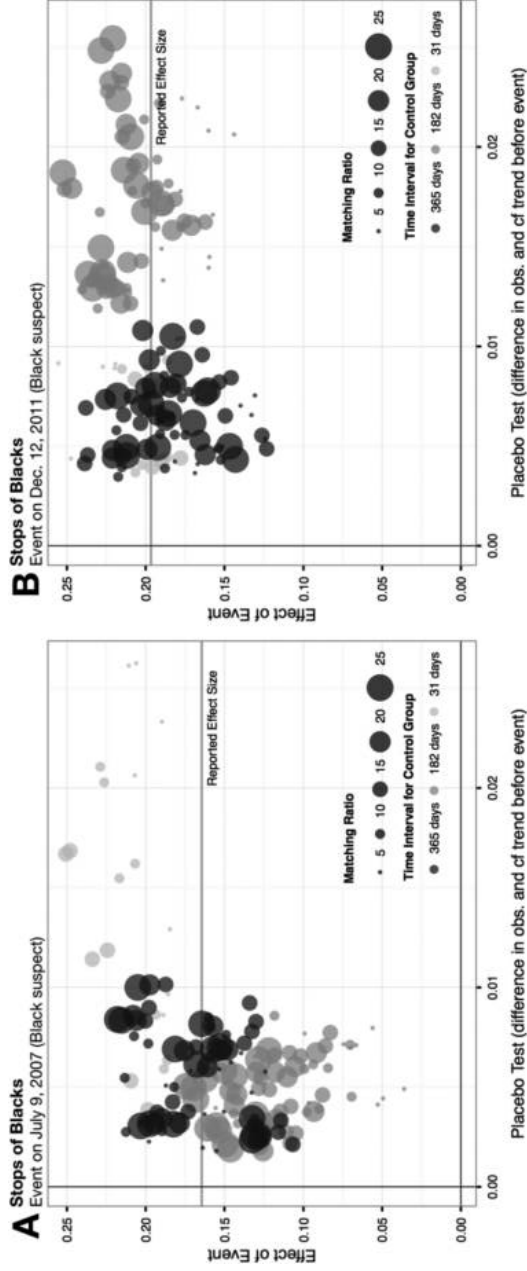 A Stops of Blacks
Event on July 9, 2007 (Black suspect)
Effect of Event
0.25
0.20
0.15
0.10
0.05
0.00
Reported Effect Size
Matching Ratio
5 10 15 20 25
Time Interval for Control Group
365 days 182 days 31 days
0.00 0.01 0.02
Placebo Test (difference in obs. and cf trend before event)
B Stops of Blacks
Event on Dec. 12, 2011 (Black suspect)
Effect of Event
0.25
0.20
0.15
0.10
0.05
0.00
Reported Effect Size
Matching Ratio
5 10 15 20 25
Time Interval for Control Group
365 days 182 days 31 days
0.00 0.01 0.02
Placebo Test (difference in obs. and cf trend before event)